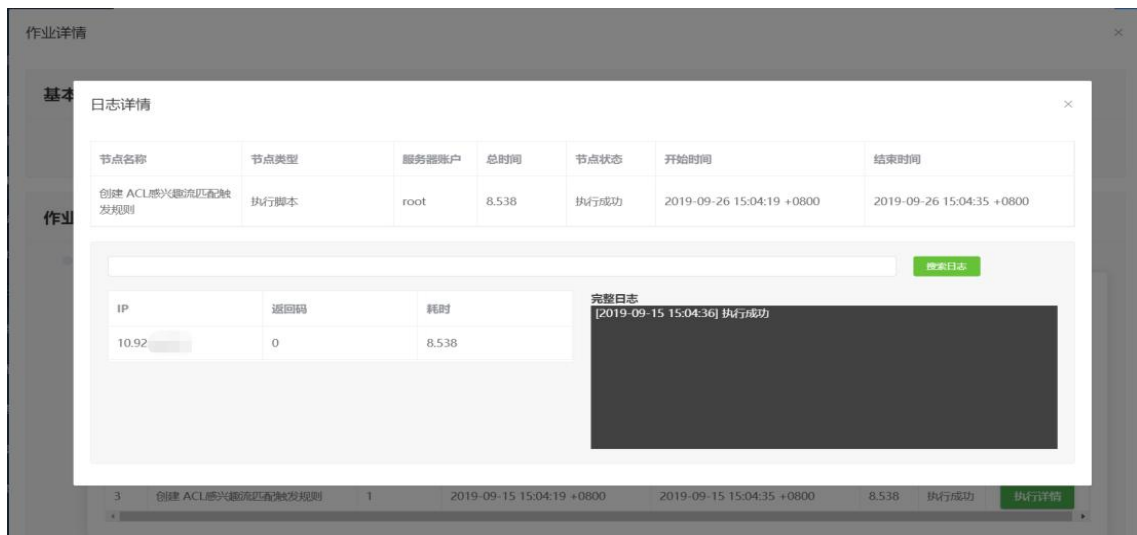 作业详情
基本
日志详情
节点名称 节点类型 服务器账户 总时间 节点状态 开始时间 结束时间
创建 ACL感兴趣流匹配触
发规则
执行脚本 root 8.538 执行成功 2019-09-26 15:04:19 +0800 2019-09-26 15:04:35 +0800
作业
搜索日志
IP 返回码 耗时
10.92 0 8.538
完整日志
[2019-09-15 15:04:36] 执行成功
3 创建 ACL感兴趣流匹配触发规则 1 2019-09-15 15:04:19 +0800 2019-09-15 15:04:35 +0800 8.538 执行成功 执行详情